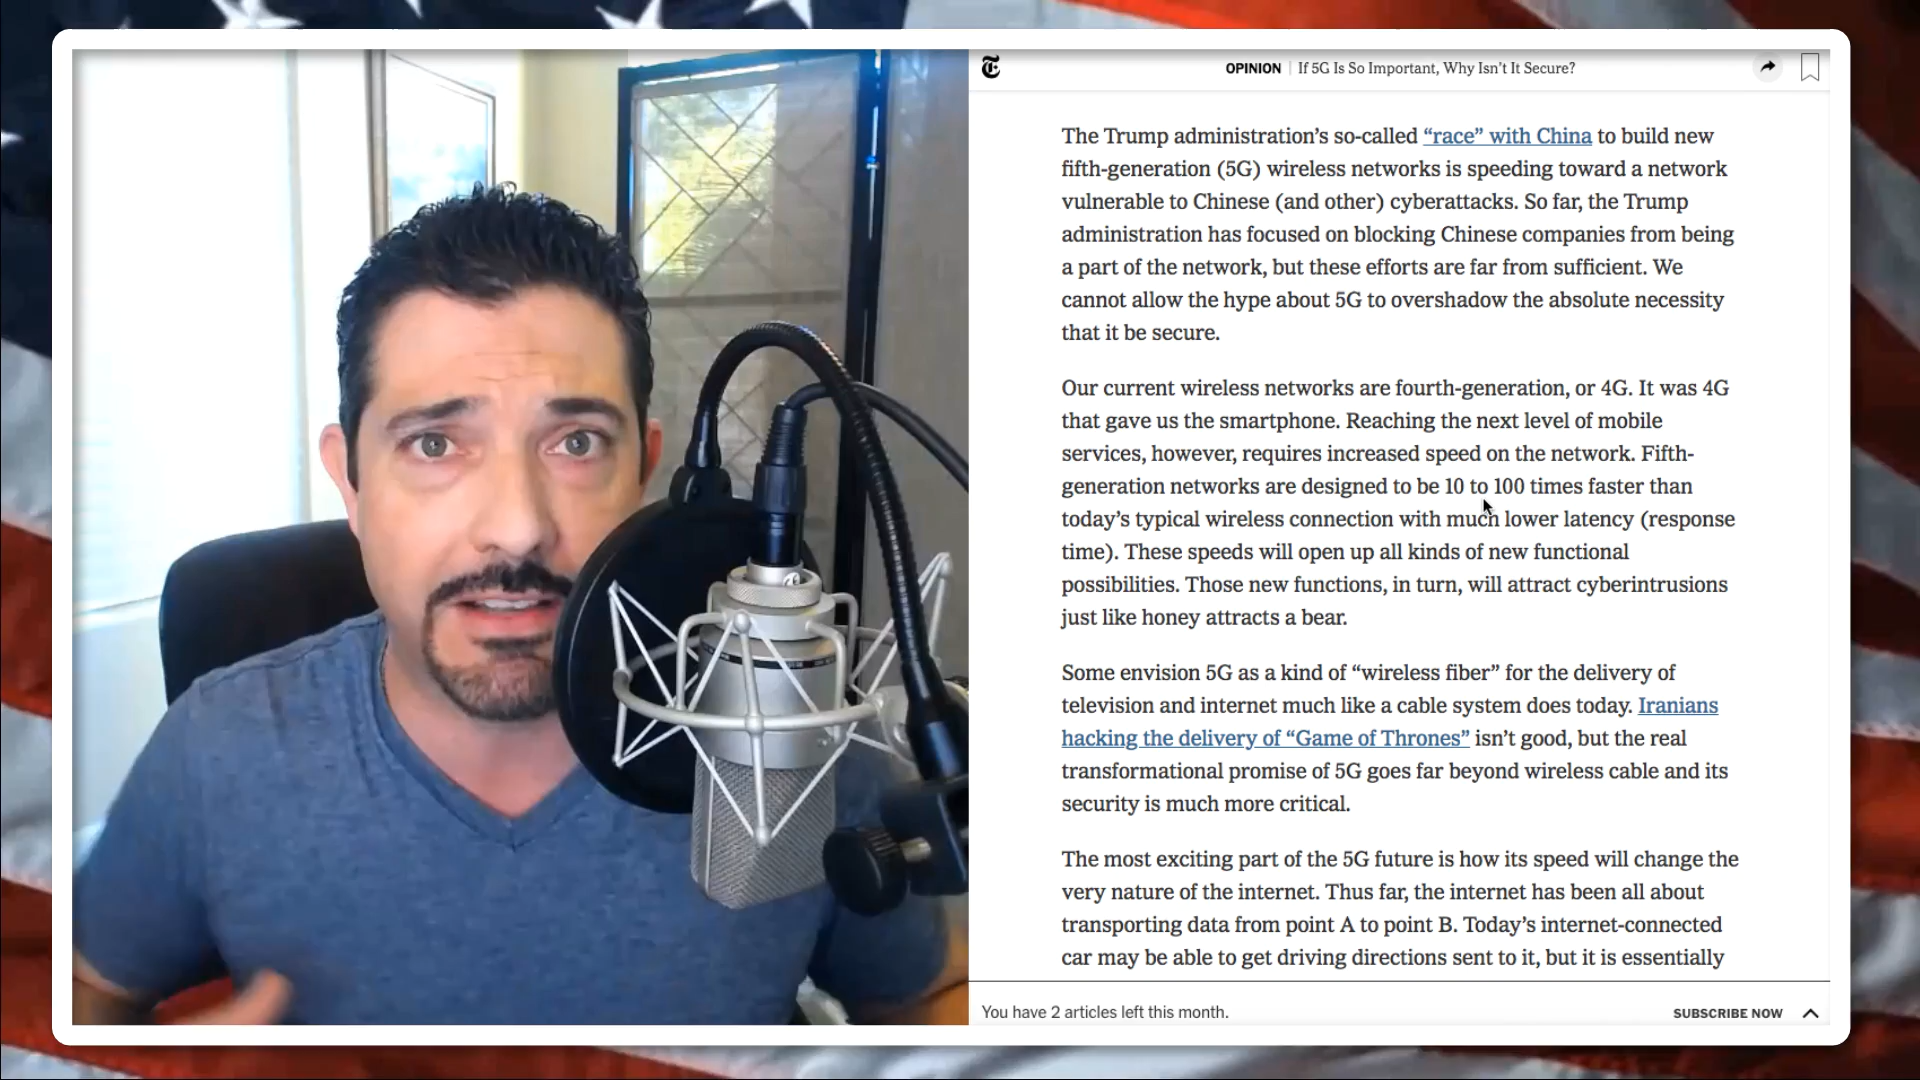 OPINION | If 5G Is So Important, Why Isn't It Secure?
The Trump administration's so-called “race” with China to build new
fifth-generation (5G) wireless networks is speeding toward a network
vulnerable to Chinese (and other) cyberattacks. So far, the Trump
administration has focused on blocking Chinese companies from being
a part of the network, but these efforts are far from sufficient. We
cannot allow the hype about 5G to overshadow the absolute necessity
that it be secure.
Our current wireless networks are fourth-generation, or 4G. It was 4G
that gave us the smartphone. Reaching the next level of mobile
services, however, requires increased speed on the network. Fifth-
generation networks are designed to be 10 to 100 times faster than
today's typical wireless connection with much lower latency (response
time). These speeds will open up all kinds of new functional
possibilities. Those new functions, in turn, will attract cyberintrusions
just like honey attracts a bear.
Some envision 5G as a kind of “wireless fiber” for the delivery of
television and internet much like a cable system does today. Iranians
hacking the delivery of “Game of Thrones” isn't good, but the real
transformational promise of 5G goes far beyond wireless cable and its
security is much more critical.
The most exciting part of the 5G future is how its speed will change the
very nature of the internet. Thus far, the internet has been all about
transporting data from point A to point B. Today's internet-connected
car may be able to get driving directions sent to it, but it is essentially
You have 2 articles left this month. SUBSCRIBE NOW